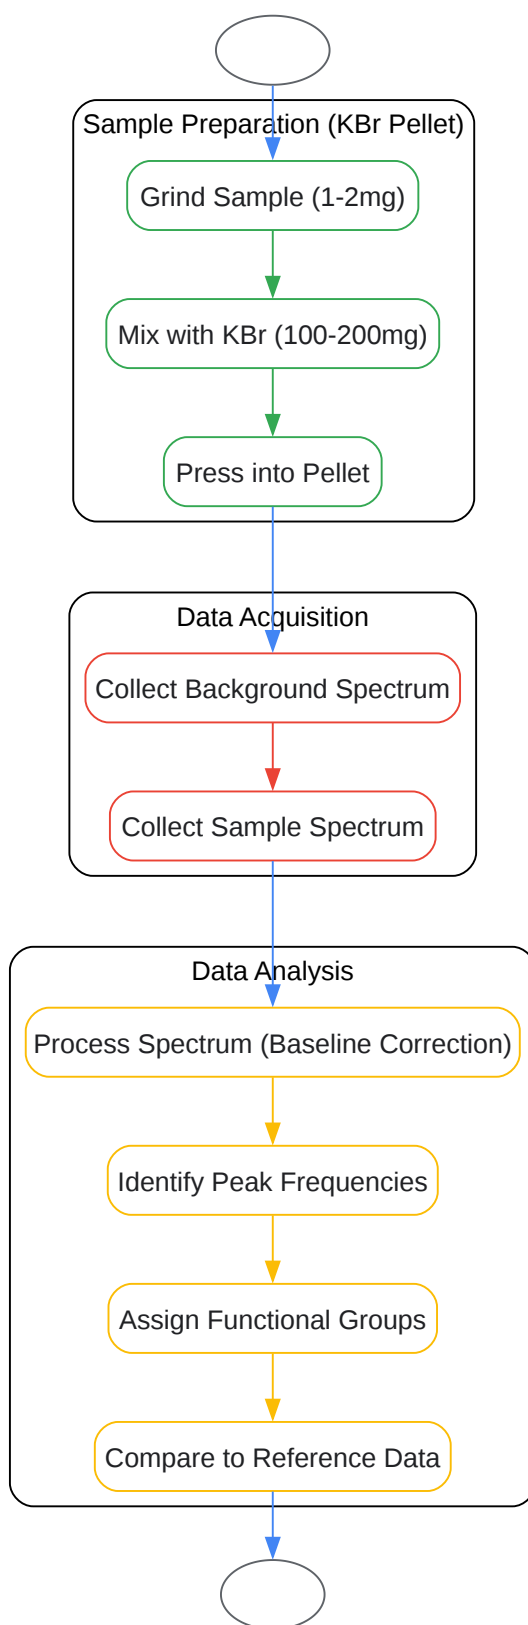 Sample Preparation (KBr Pellet)
Grind Sample (1-2mg)
Mix with KBr (100-200mg)
Press into Pellet
Data Acquisition
Collect Background Spectrum
Collect Sample Spectrum
Data Analysis
Process Spectrum (Baseline Correction)
Identify Peak Frequencies
Assign Functional Groups
Compare to Reference Data